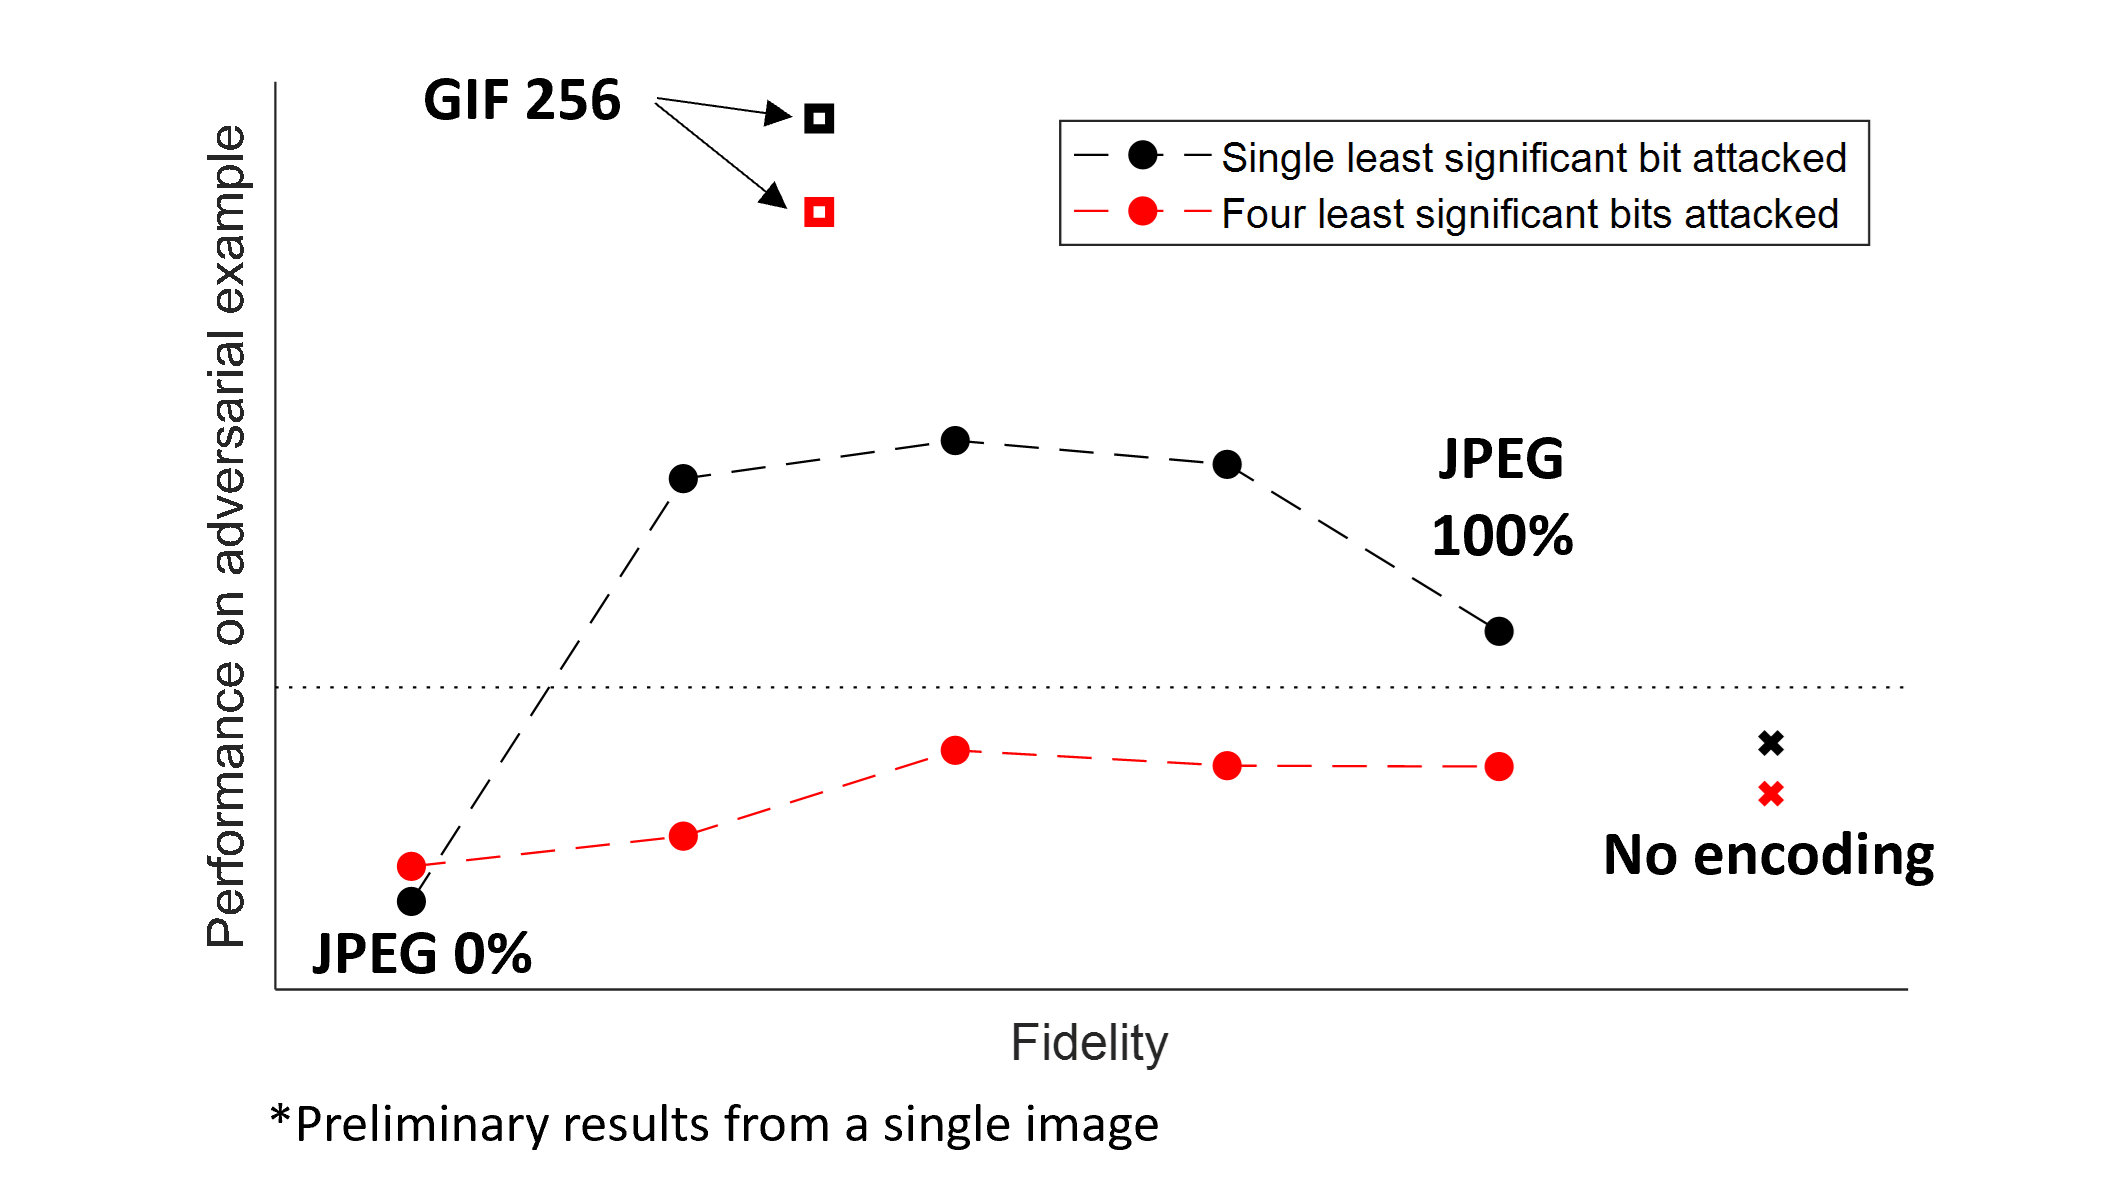 GIF 256
Single least significant bit attacked
Four least significant bits attacked
Performance on adversarial example
JPEG
100%
No encoding
JPEG 0%
Fidelity
*Preliminary results from a single image